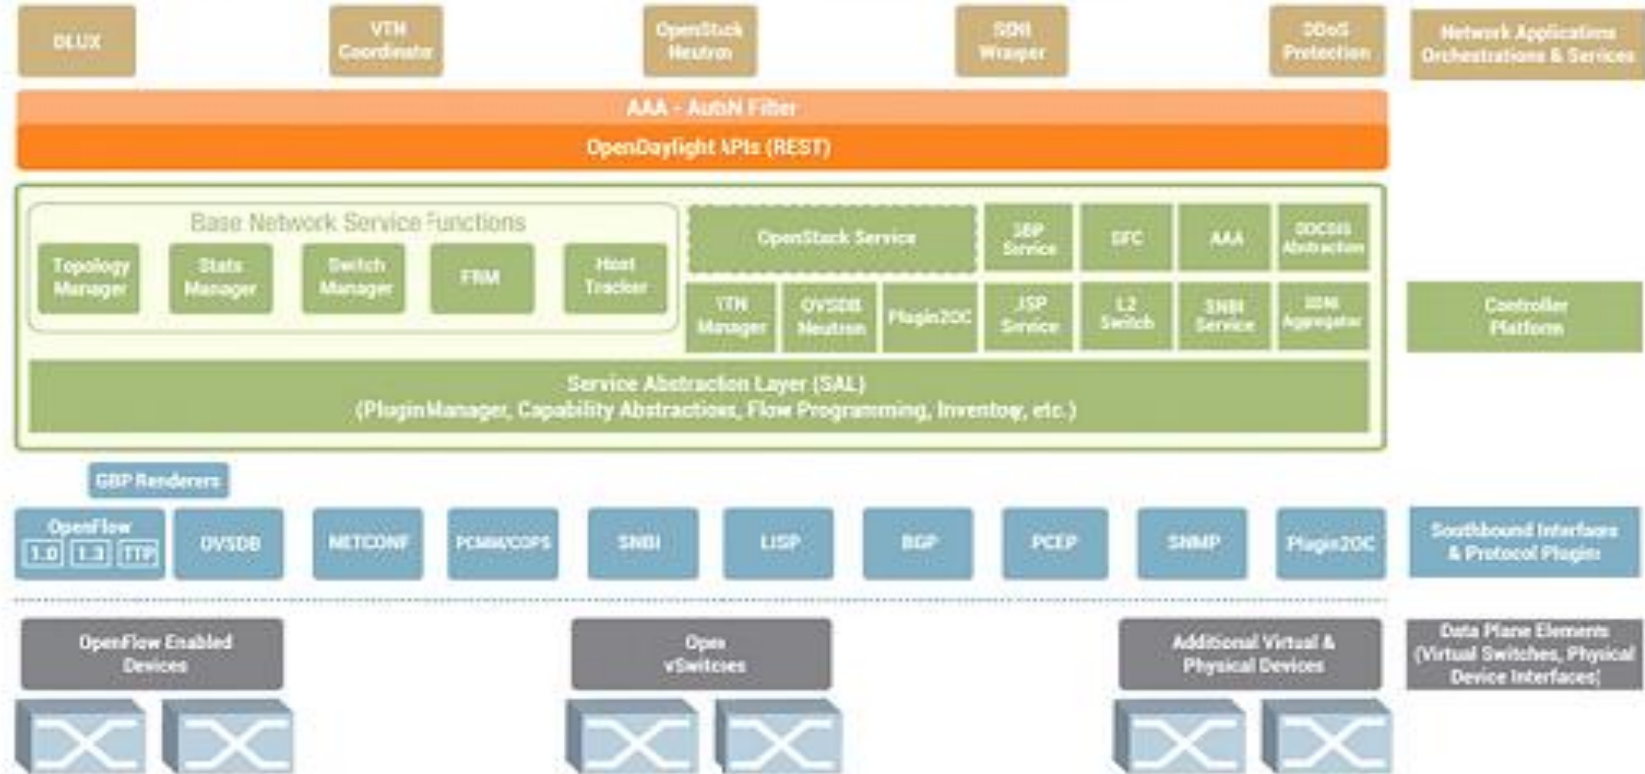 DLUX
VTN
Coordinator
OpenStack
Neutron
SDNI
Wrapper
DDoS
Protection
Network Applications
Orchestrations & Services
AAA - AuthN Filter
OpenDaylight APIs (REST)
Base Network Service Functions
Topology
Manager
Stats
Manager
Switch
Manager
FRM
Host
Tracker
OpenStack Service
GBP
Service
SFC
AAA
DOCSIS
Abstraction
VTN
Manager
OVSDB
Neutron
Plugin2OC
LISP
Service
L2
Switch
SNBI
Service
SDNI
Aggregator
Controller
Platform
Service Abstraction Layer (SAL)
(Plugin Manager, Capability Abstractions, Flow Programming, Inventory, etc.)
GBP Renderers
OpenFlow
1.0 1.3 TTP
OVSDB
NETCONF
PCMM/COPS
SNBI
LISP
BGP
PCEP
SNMP
Plugin2OC
Southbound Interfaces
& Protocol Plugins
OpenFlow Enabled
Devices
Open
vSwitches
Additional Virtual &
Physical Devices
Data Plane Elements
(Virtual Switches, Physical
Device Interfaces)